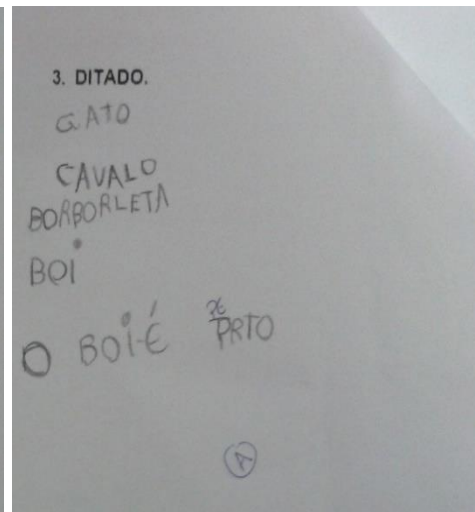 3. DITADO.
GATO
CAVALO
BORBORLETA
BOI
O BOI É PRTO
A